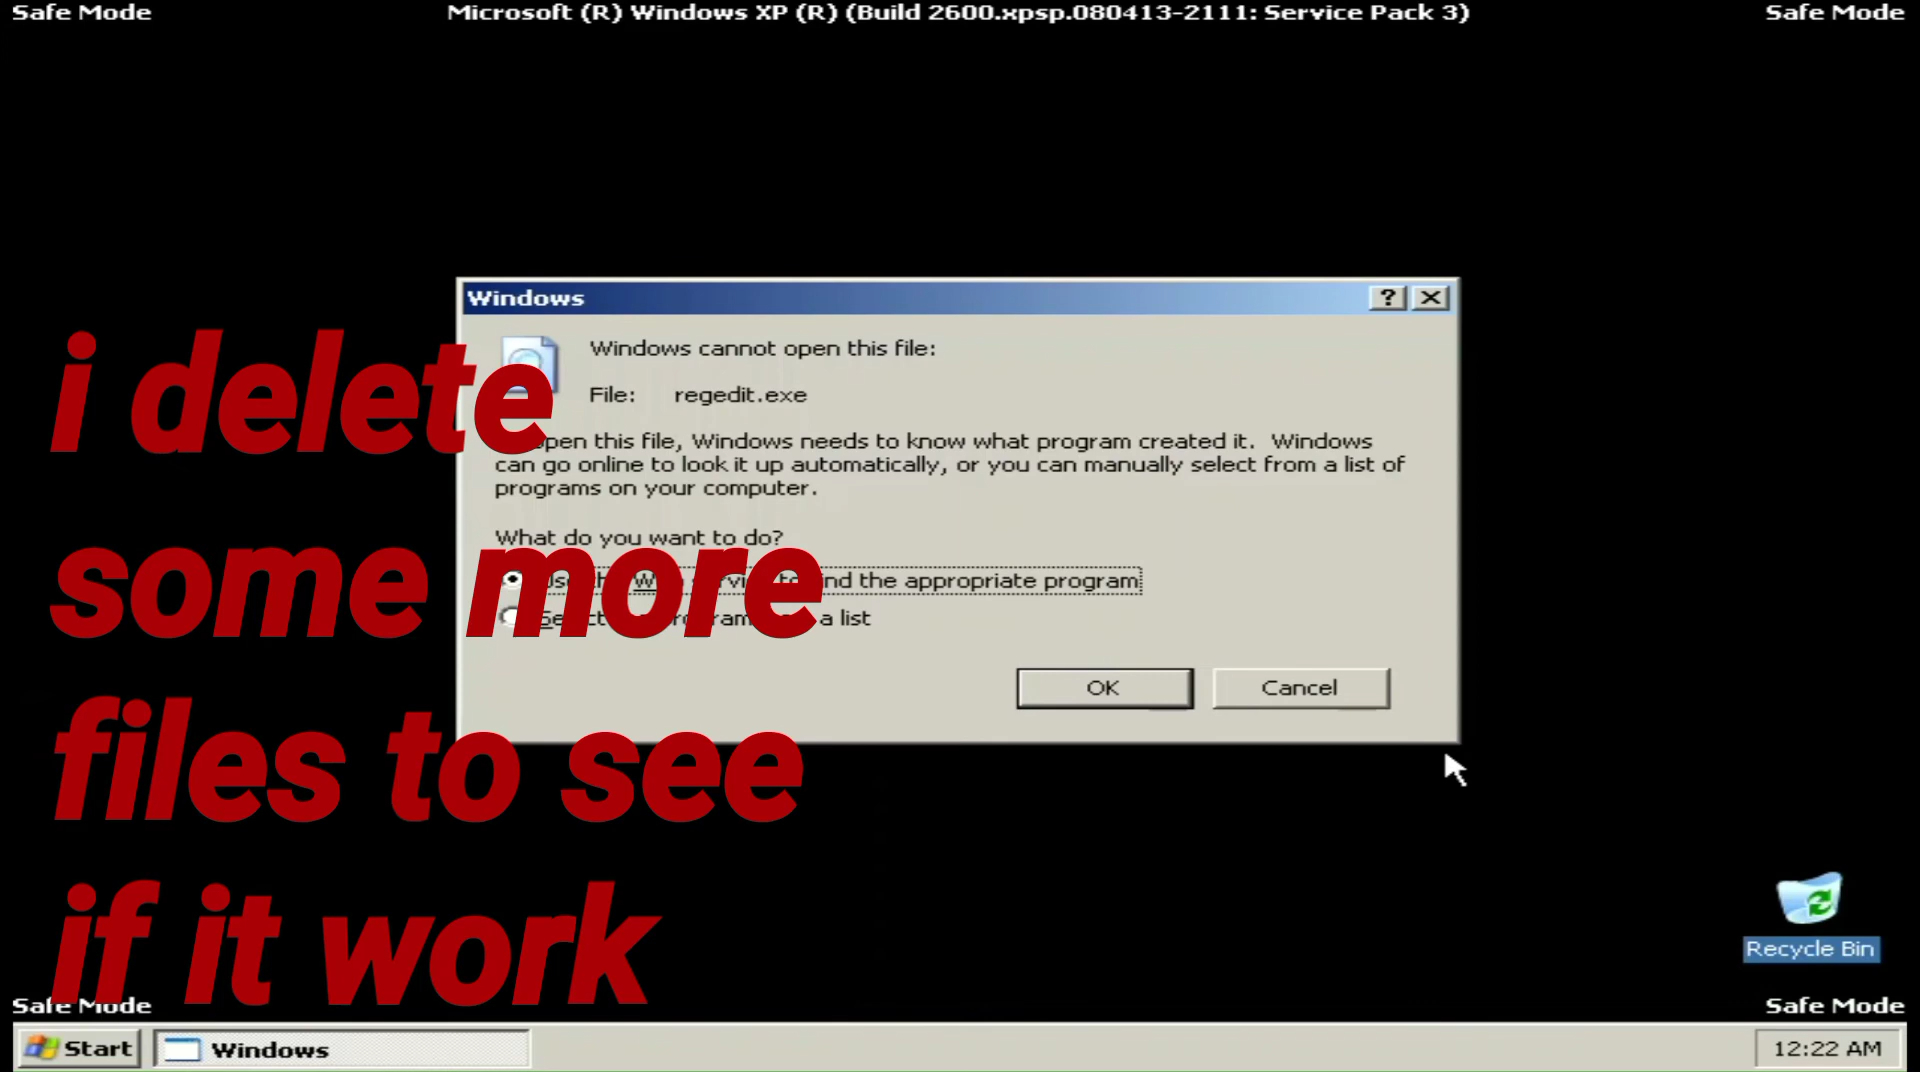 Safe Mode
Microsoft (R) Windows XP (R) (Build 2600.xpsp.080413-2111: Service Pack 3)
Safe Mode
Windows
Windows cannot open this file:
File: regedit.exe
open this file, Windows needs to know what program created it. Windows
can go online to look it up automatically, or you can manually select from a list of
programs on your computer.
What do you want to do?
the appropriate program
a list
OK
Cancel
i delete
some more
files to see
if it work
Recycle Bin
Safe Mode
Safe Mode
Start
Windows
12:22 AM